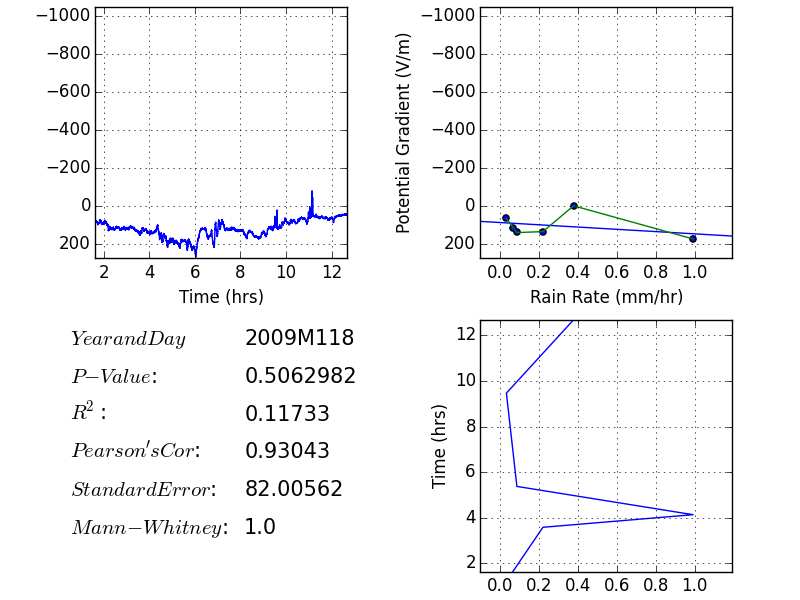 −1000
−800
−600
−400
−200
0
200
2 4 6 8 10 12
Time (hrs)
Potential Gradient (V/m)
−1000
−800
−600
−400
−200
0
200
0.0 0.2 0.4 0.6 0.8 1.0
Rain Rate (mm/hr)
YearandDay 2009M118
P−Value: 0.5062982
R²: 0.11733
Pearson'sCor: 0.93043
StandardError: 82.00562
Mann−Whitney: 1.0
Time (hrs)
12
10
8
6
4
2
0.0 0.2 0.4 0.6 0.8 1.0